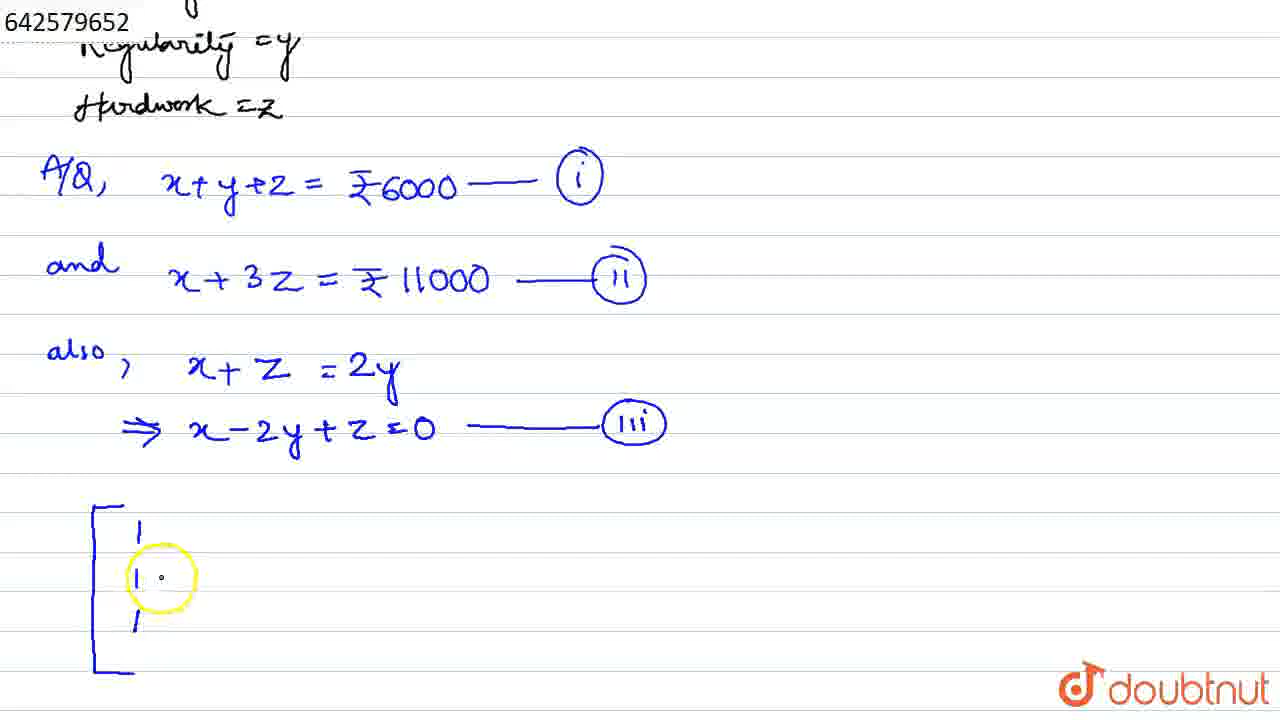 642579652
Regularity = y
Hardwork = z
A/Q, x + y + z = ₹6000 —— i
and x + 3z = ₹11000 —— ii
also, x + z = 2y
⇒ x - 2y + z = 0 —— iii
[ 1
1
1
doubtnut